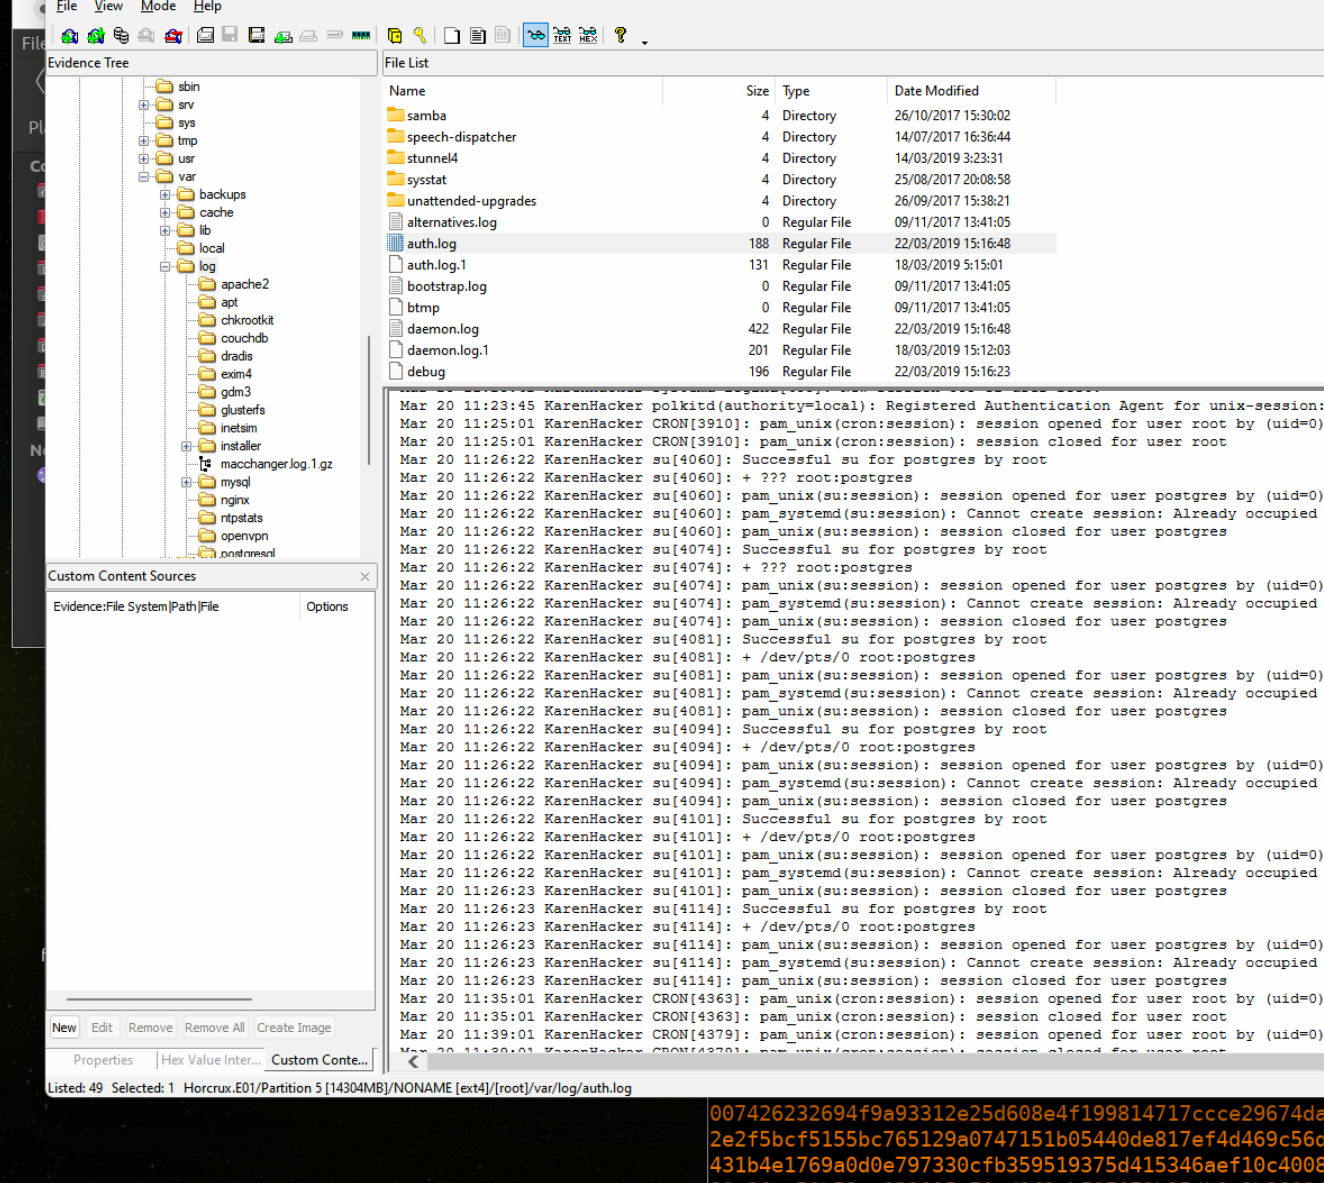 File View Mode Help
File
Evidence Tree
File List
sbin
srv
sys
tmp
usr
var
backups
cache
lib
local
log
apache2
apt
chkrootkit
couchdb
dradis
exim4
gdm3
glusterfs
inetsim
installer
macchanger.log.1.gz
mysql
nginx
ntpstats
openvpn
postgresql
Name Size Type Date Modified
samba 4 Directory 26/10/2017 15:30:02
speech-dispatcher 4 Directory 14/07/2017 16:36:44
stunnel4 4 Directory 14/03/2019 3:23:31
sysstat 4 Directory 25/08/2017 20:08:58
unattended-upgrades 4 Directory 26/09/2017 15:38:21
alternatives.log 0 Regular File 09/11/2017 13:41:05
auth.log 188 Regular File 22/03/2019 15:16:48
auth.log.1 131 Regular File 18/03/2019 5:15:01
bootstrap.log 0 Regular File 09/11/2017 13:41:05
btmp 0 Regular File 09/11/2017 13:41:05
daemon.log 422 Regular File 22/03/2019 15:16:48
daemon.log.1 201 Regular File 18/03/2019 15:12:03
debug 196 Regular File 22/03/2019 15:16:23
Mar 20 11:23:45 KarenHacker polkitd(authority=local): Registered Authentication Agent for unix-session:
Mar 20 11:25:01 KarenHacker CRON[3910]: pam_unix(cron:session): session opened for user root by (uid=0)
Mar 20 11:25:01 KarenHacker CRON[3910]: pam_unix(cron:session): session closed for user root
Mar 20 11:26:22 KarenHacker su[4060]: Successful su for postgres by root
Mar 20 11:26:22 KarenHacker su[4060]: + ??? root:postgres
Mar 20 11:26:22 KarenHacker su[4060]: pam_unix(su:session): session opened for user postgres by (uid=0)
Mar 20 11:26:22 KarenHacker su[4060]: pam_systemd(su:session): Cannot create session: Already occupied
Mar 20 11:26:22 KarenHacker su[4060]: pam_unix(su:session): session closed for user postgres
Mar 20 11:26:22 KarenHacker su[4074]: Successful su for postgres by root
Mar 20 11:26:22 KarenHacker su[4074]: + ??? root:postgres
Mar 20 11:26:22 KarenHacker su[4074]: pam_unix(su:session): session opened for user postgres by (uid=0)
Mar 20 11:26:22 KarenHacker su[4074]: pam_systemd(su:session): Cannot create session: Already occupied
Mar 20 11:26:22 KarenHacker su[4074]: pam_unix(su:session): session closed for user postgres
Mar 20 11:26:22 KarenHacker su[4081]: Successful su for postgres by root
Mar 20 11:26:22 KarenHacker su[4081]: + /dev/pts/0 root:postgres
Mar 20 11:26:22 KarenHacker su[4081]: pam_unix(su:session): session opened for user postgres by (uid=0)
Mar 20 11:26:22 KarenHacker su[4081]: pam_systemd(su:session): Cannot create session: Already occupied
Mar 20 11:26:22 KarenHacker su[4081]: pam_unix(su:session): session closed for user postgres
Mar 20 11:26:22 KarenHacker su[4094]: Successful su for postgres by root
Mar 20 11:26:22 KarenHacker su[4094]: + /dev/pts/0 root:postgres
Mar 20 11:26:22 KarenHacker su[4094]: pam_unix(su:session): session opened for user postgres by (uid=0)
Mar 20 11:26:22 KarenHacker su[4094]: pam_systemd(su:session): Cannot create session: Already occupied
Mar 20 11:26:22 KarenHacker su[4094]: pam_unix(su:session): session closed for user postgres
Mar 20 11:26:22 KarenHacker su[4101]: Successful su for postgres by root
Mar 20 11:26:22 KarenHacker su[4101]: + /dev/pts/0 root:postgres
Mar 20 11:26:22 KarenHacker su[4101]: pam_unix(su:session): session opened for user postgres by (uid=0)
Mar 20 11:26:22 KarenHacker su[4101]: pam_systemd(su:session): Cannot create session: Already occupied
Mar 20 11:26:23 KarenHacker su[4101]: pam_unix(su:session): session closed for user postgres
Mar 20 11:26:23 KarenHacker su[4114]: Successful su for postgres by root
Mar 20 11:26:23 KarenHacker su[4114]: + /dev/pts/0 root:postgres
Mar 20 11:26:23 KarenHacker su[4114]: pam_unix(su:session): session opened for user postgres by (uid=0)
Mar 20 11:26:23 KarenHacker su[4114]: pam_systemd(su:session): Cannot create session: Already occupied
Mar 20 11:26:23 KarenHacker su[4114]: pam_unix(su:session): session closed for user postgres
Mar 20 11:35:01 KarenHacker CRON[4363]: pam_unix(cron:session): session opened for user root by (uid=0)
Mar 20 11:35:01 KarenHacker CRON[4363]: pam_unix(cron:session): session closed for user root
Mar 20 11:39:01 KarenHacker CRON[4379]: pam_unix(cron:session): session opened for user root by (uid=0)
Mar 20 11:39:01 KarenHacker CRON[4379]: pam_unix(cron:session): session closed for user root
Custom Content Sources
Evidence:File System|Path|File Options
New Edit Remove Remove All Create Image
Properties Hex Value Inter... Custom Conte...
Listed: 49 Selected: 1 Horcrux.E01/Partition 5 [14304MB]/NONAME [ext4]/[root]/var/log/auth.log
007426232694f9a93312e25d608e4f199814717ccce29674da
2e2f5bcf5155bc765129a0747151b05440de817ef4d469c56d
431b4e1769a0d0e797330cfb359519375d415346aef10c4008